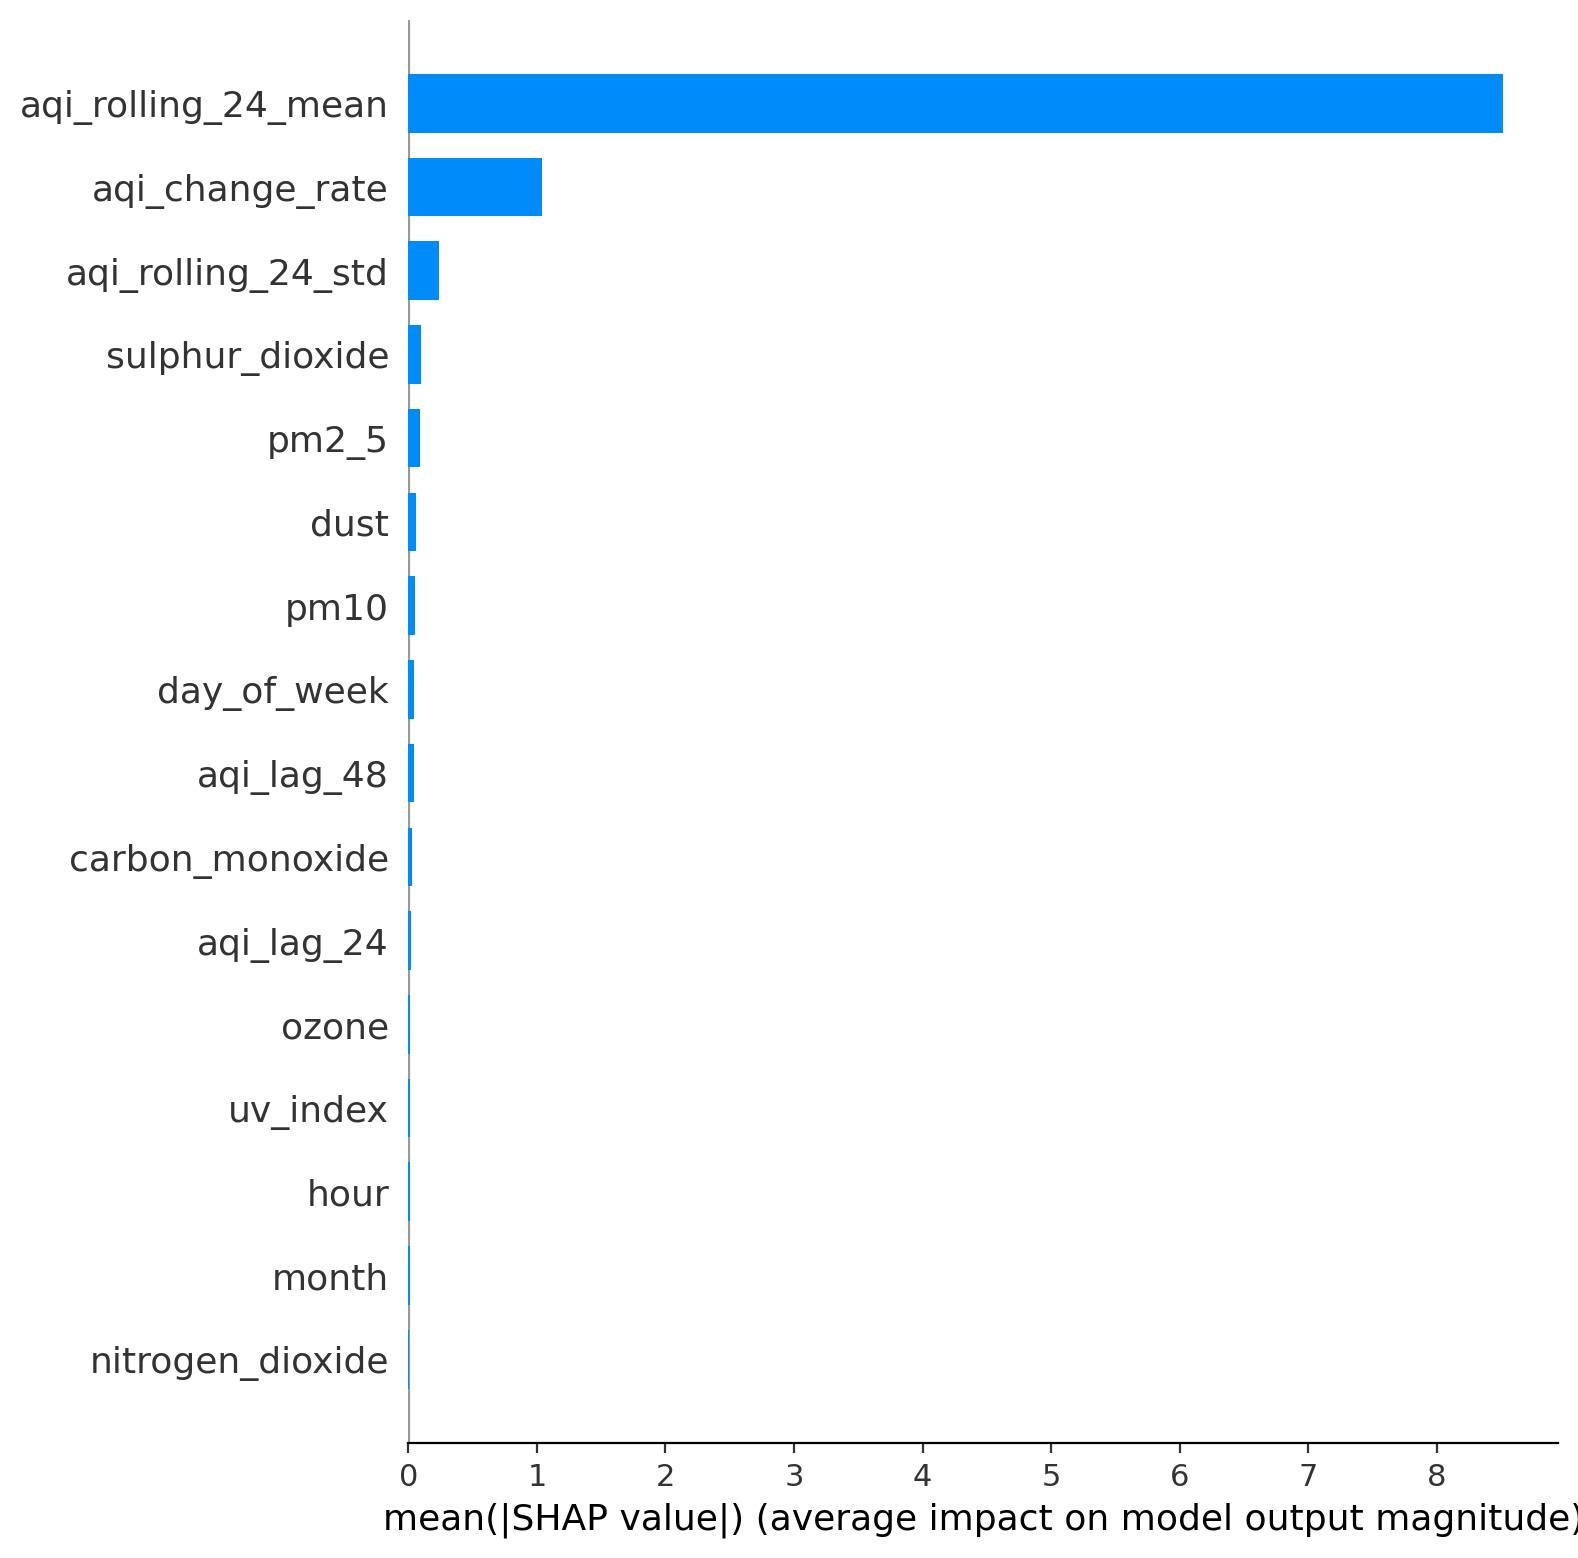 aqi_rolling_24_mean
aqi_change_rate
aqi_rolling_24_std
sulphur_dioxide
pm2_5
dust
pm10
day_of_week
aqi_lag_48
carbon_monoxide
aqi_lag_24
ozone
uv_index
hour
month
nitrogen_dioxide
0 1 2 3 4 5 6 7 8
mean(|SHAP value|) (average impact on model output magnitude)